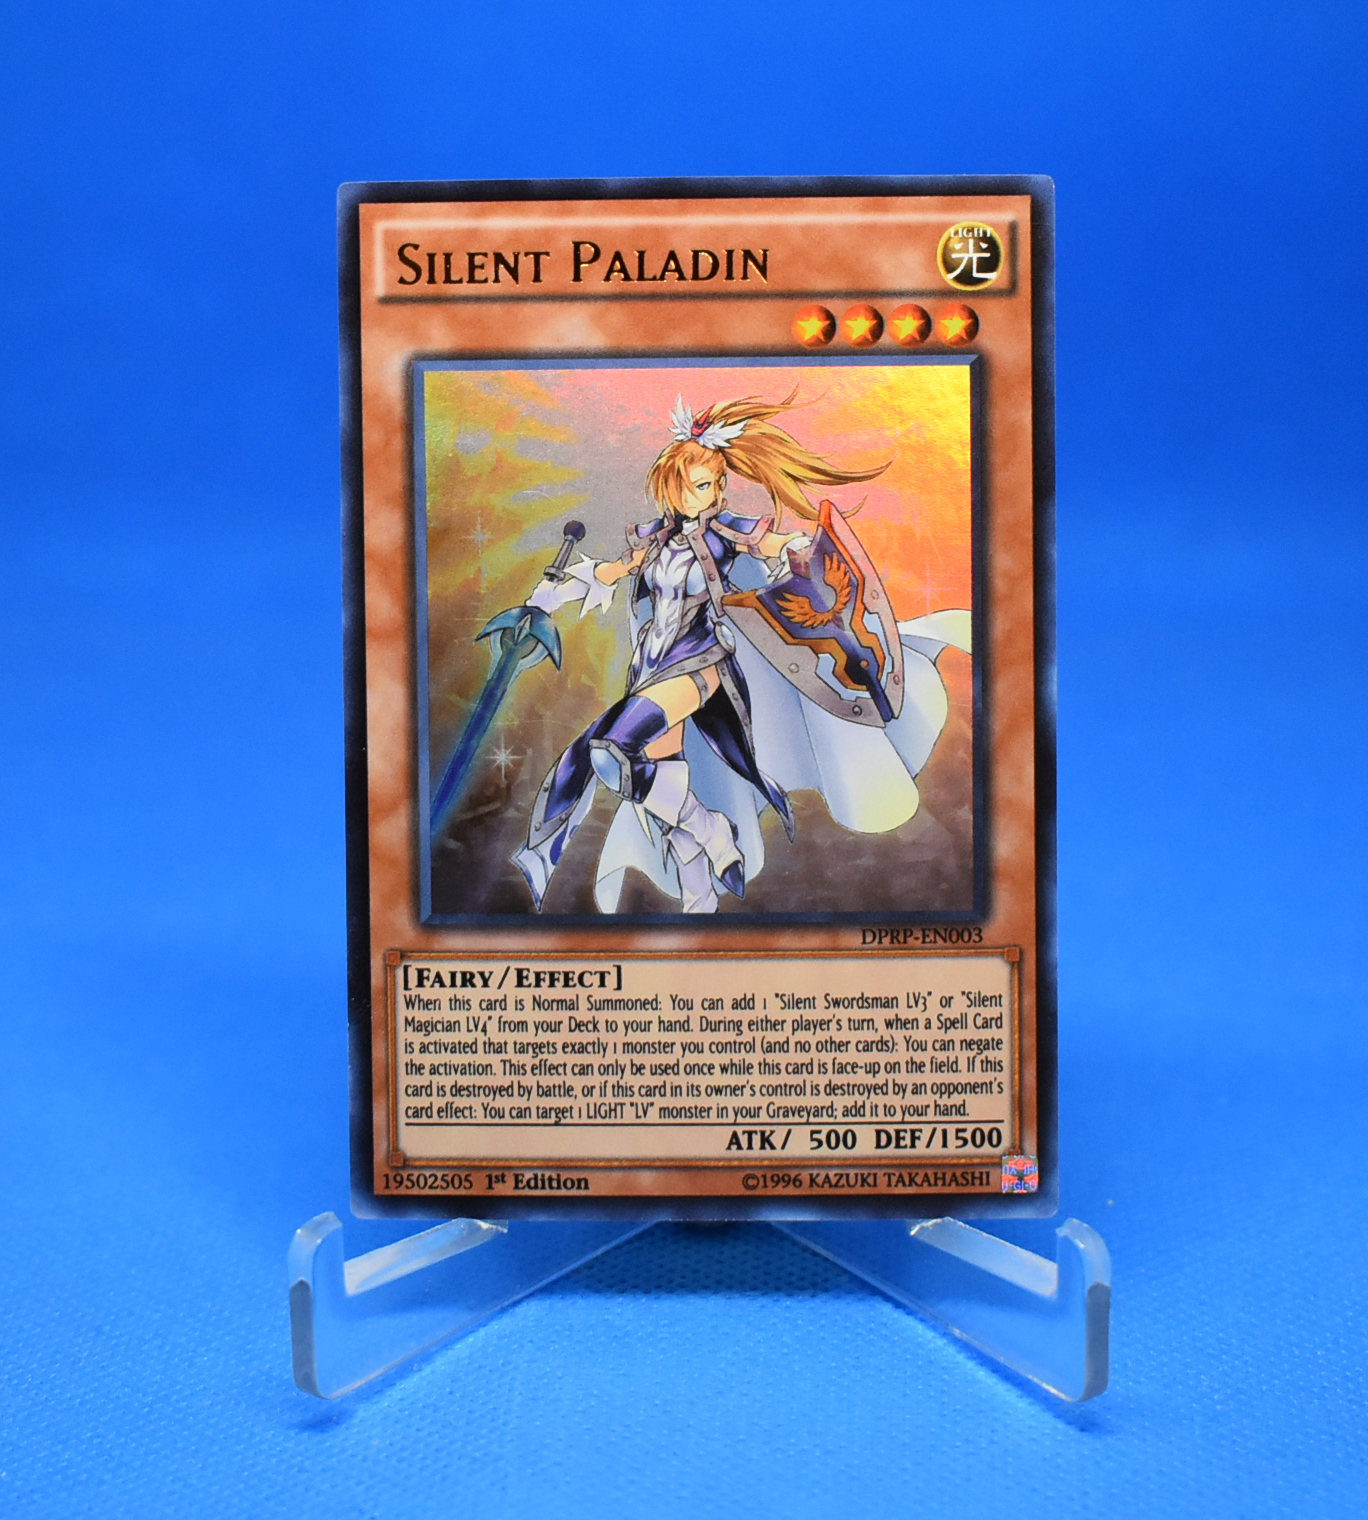 SILENT PALADIN
LIGHT
光
DPRP-EN003
[FAIRY/EFFECT]
When this card is Normal Summoned: You can add 1 "Silent Swordsman LV3" or "Silent
Magician LV4" from your Deck to your hand. During either player's turn, when a Spell Card
is activated that targets exactly 1 monster you control (and no other cards): You can negate
the activation. This effect can only be used once while this card is face-up on the field. If this
card is destroyed by battle, or if this card in its owner's control is destroyed by an opponent's
card effect: You can target 1 LIGHT "LV" monster in your Graveyard; add it to your hand.
ATK/ 500 DEF/1500
19502505 1st Edition
©1996 KAZUKI TAKAHASHI